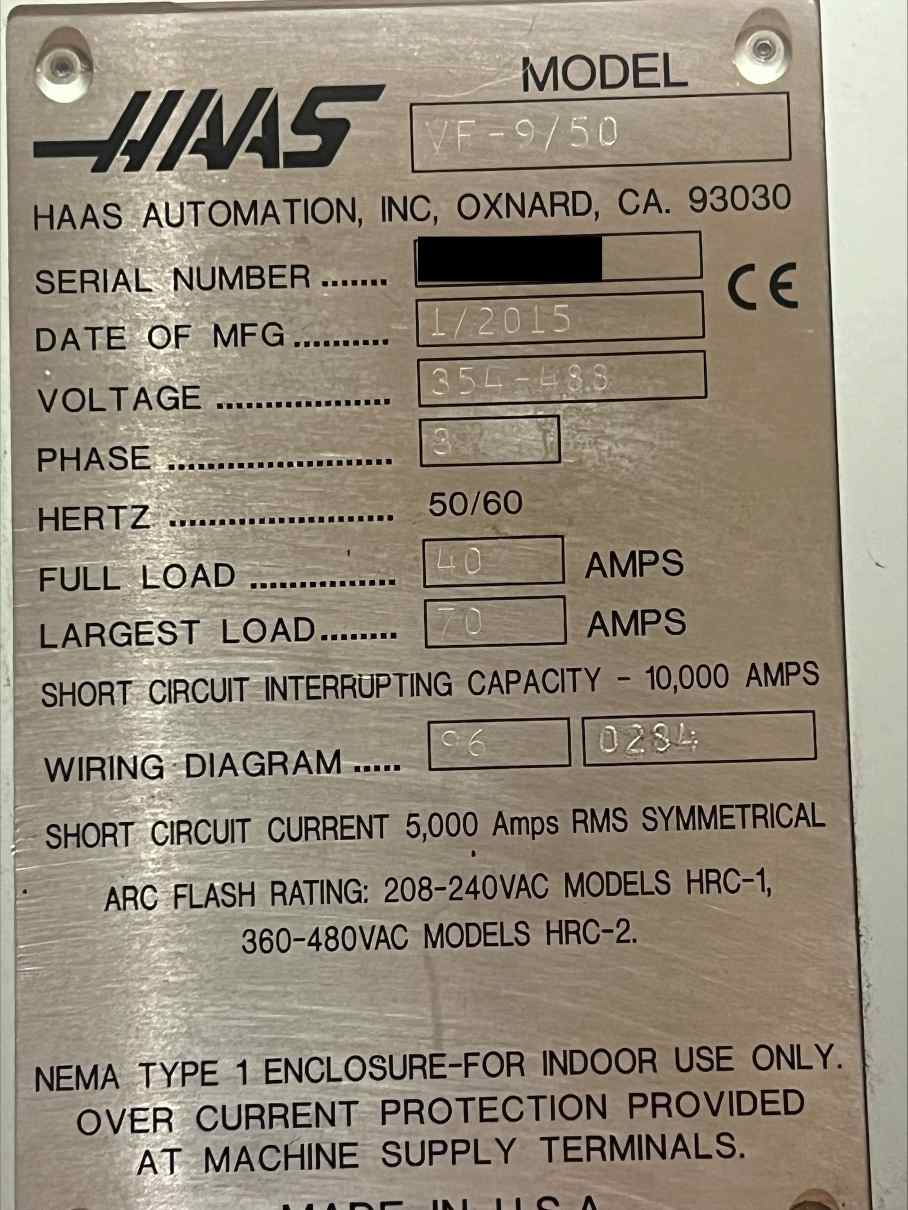 MODEL
HAAS
VF-9/50
HAAS AUTOMATION, INC, OXNARD, CA. 93030
SERIAL NUMBER .......
CE
DATE OF MFG .......... 1/2015
VOLTAGE .................. 354-488
PHASE ....................... 3
HERTZ ....................... 50/60
FULL LOAD ............... 40 AMPS
LARGEST LOAD........ 70 AMPS
SHORT CIRCUIT INTERRUPTING CAPACITY - 10,000 AMPS
WIRING DIAGRAM ..... 96 0284
SHORT CIRCUIT CURRENT 5,000 Amps RMS SYMMETRICAL
ARC FLASH RATING: 208-240VAC MODELS HRC-1,
360-480VAC MODELS HRC-2.
NEMA TYPE 1 ENCLOSURE-FOR INDOOR USE ONLY.
OVER CURRENT PROTECTION PROVIDED
AT MACHINE SUPPLY TERMINALS.
MADE IN U.S.A.